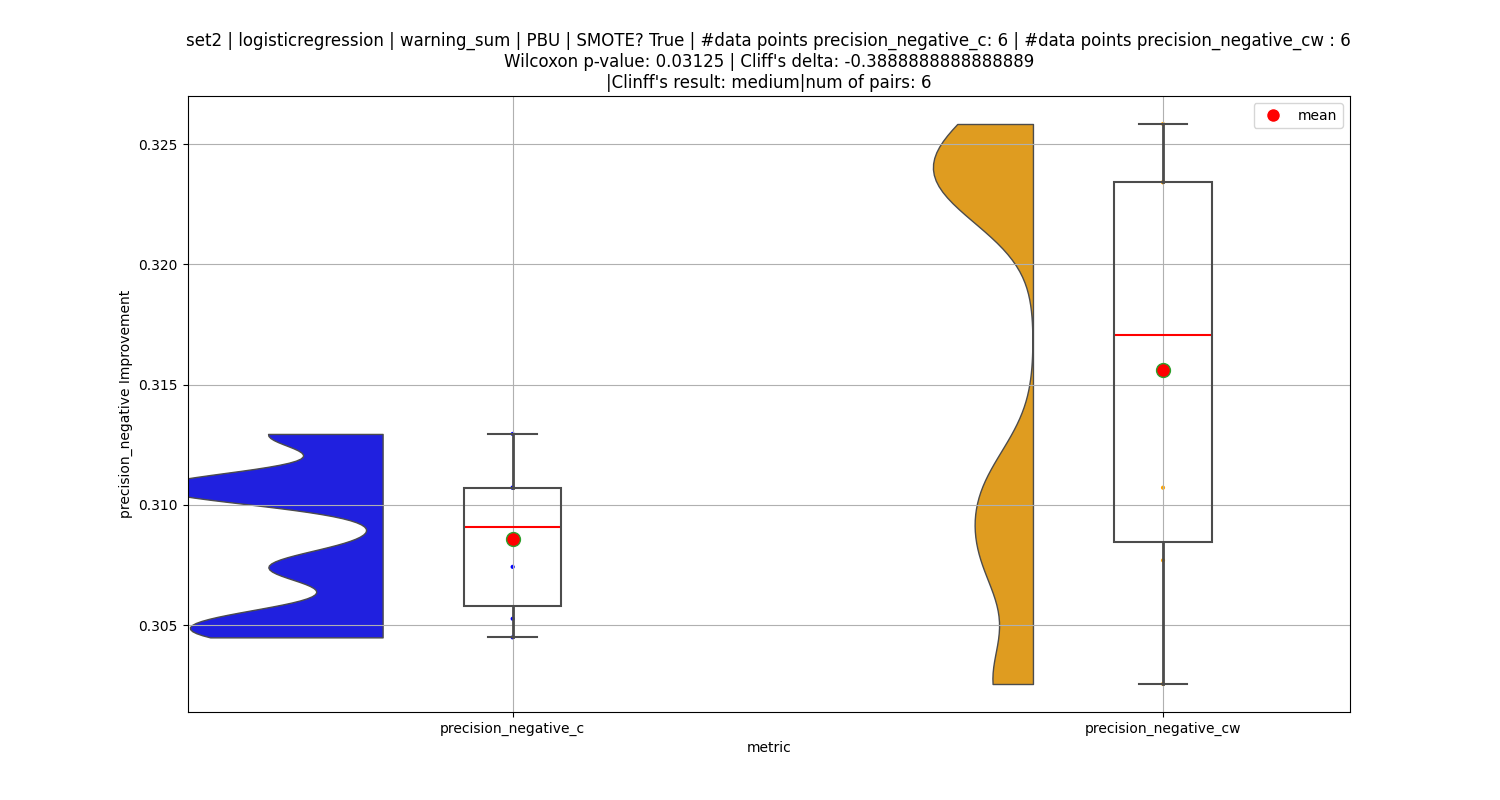 set2 | logisticregression | warning_sum | PBU | SMOTE? True | #data points precision_negative_c: 6 | #data points precision_negative_cw : 6
Wilcoxon p-value: 0.03125 | Cliff's delta: -0.3888888888888889
|Clinff's result: medium|num of pairs: 6
mean
0.325
0.320
0.315
0.310
0.305
precision_negative Improvement
precision_negative_c
precision_negative_cw
metric